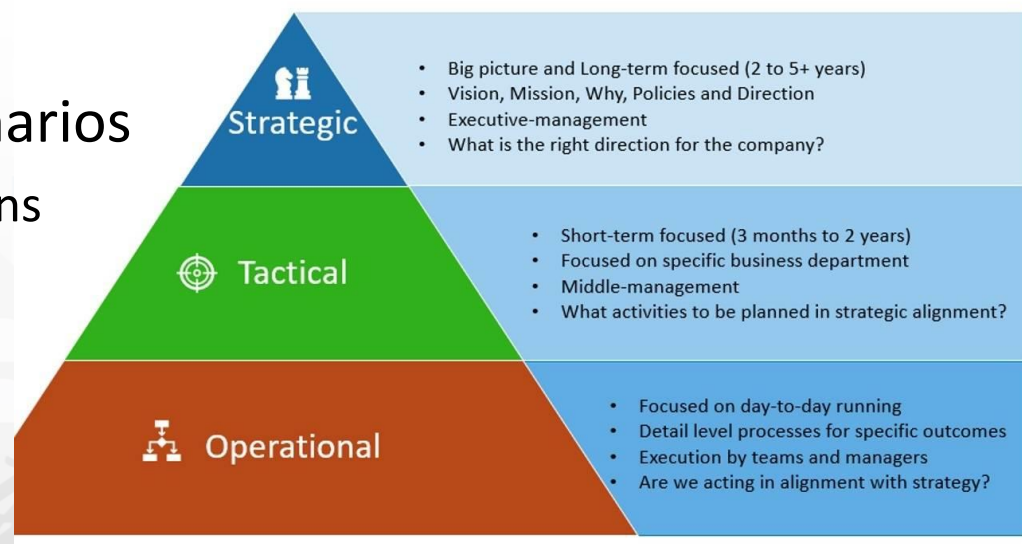 arios
ns
Strategic
• Big picture and Long-term focused (2 to 5+ years)
• Vision, Mission, Why, Policies and Direction
• Executive-management
• What is the right direction for the company?
Tactical
• Short-term focused (3 months to 2 years)
• Focused on specific business department
• Middle-management
• What activities to be planned in strategic alignment?
Operational
• Focused on day-to-day running
• Detail level processes for specific outcomes
• Execution by teams and managers
• Are we acting in alignment with strategy?